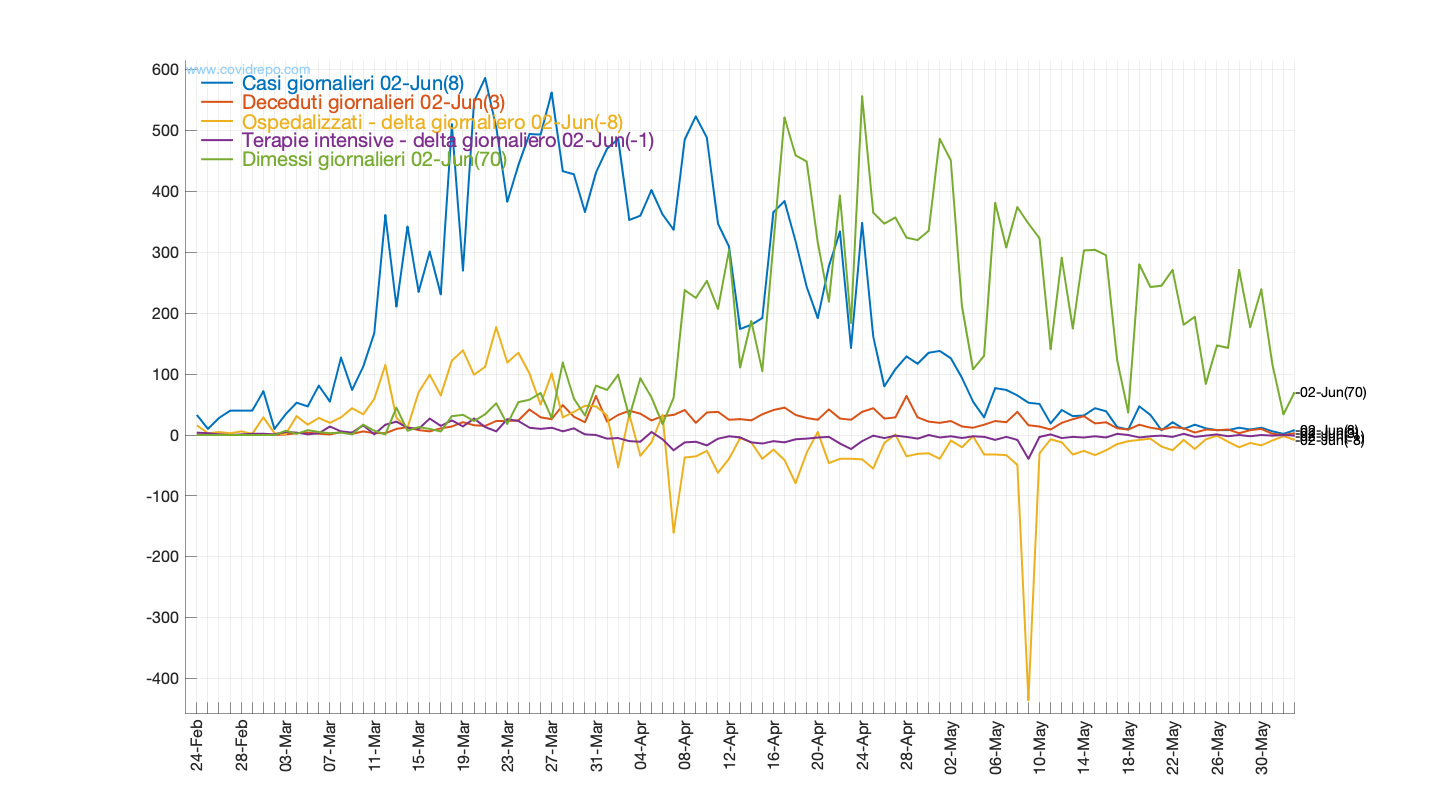 www.covidrepo.com
Casi giornalieri 02-Jun(8)
Deceduti giornalieri 02-Jun(3)
Ospedalizzati - delta giornaliero 02-Jun(-8)
Terapie intensive - delta giornaliero 02-Jun(-1)
Dimessi giornalieri 02-Jun(70)
600
500
400
300
200
100
0
-100
-200
-300
-400
02-Jun(70)
02-Jun(8)
24-Feb
28-Feb
03-Mar
07-Mar
11-Mar
15-Mar
19-Mar
23-Mar
27-Mar
31-Mar
04-Apr
08-Apr
12-Apr
16-Apr
20-Apr
24-Apr
28-Apr
02-May
06-May
10-May
14-May
18-May
22-May
26-May
30-May